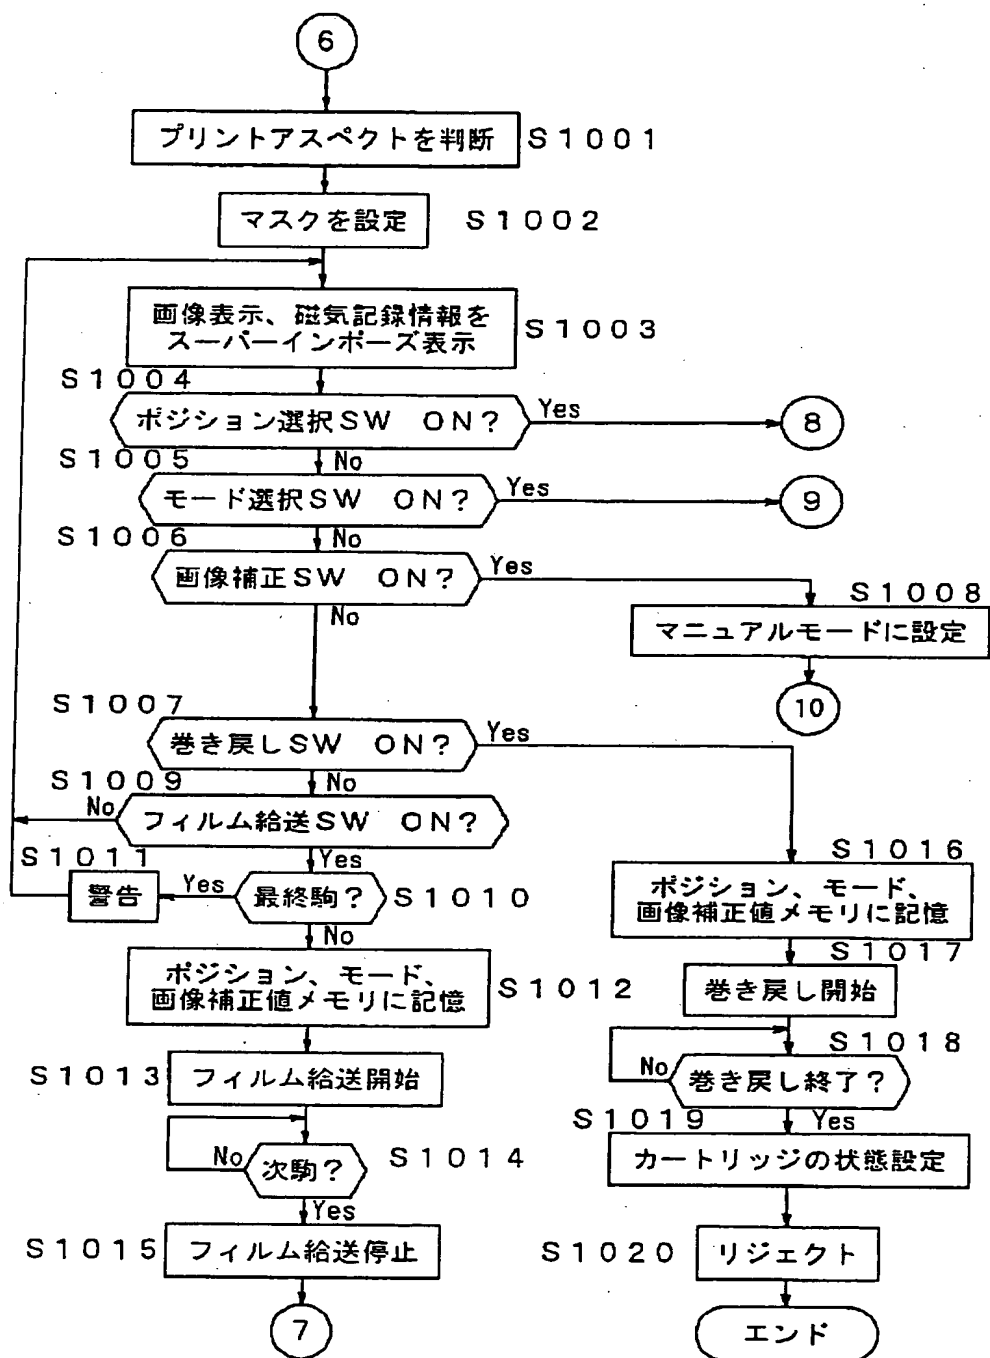 6
プリントアスペクトを判断 S1001
マスクを設定 S1002
画像表示、磁気記録情報を
スーパーインポーズ表示
S1003
S1004
ポジション選択SW ON? Yes 8
S1005 No
モード選択SW ON? Yes 9
S1006 No
画像補正SW ON? Yes
No
S1008
マニュアルモードに設定
10
S1007
巻き戻しSW ON? Yes
S1009 No
No フィルム給送SW ON?
Yes
S1011
警告 Yes 最終駒? S1010
No
ポジション、モード、
画像補正値メモリに記憶
S1012
S1013 フィルム給送開始
No 次駒? S1014
Yes
S1015 フィルム給送停止
7
S1016
ポジション、モード、
画像補正値メモリに記憶
S1017
巻き戻し開始
S1018
No 巻き戻し終了?
S1019 Yes
カートリッジの状態設定
S1020 リジェクト
エンド